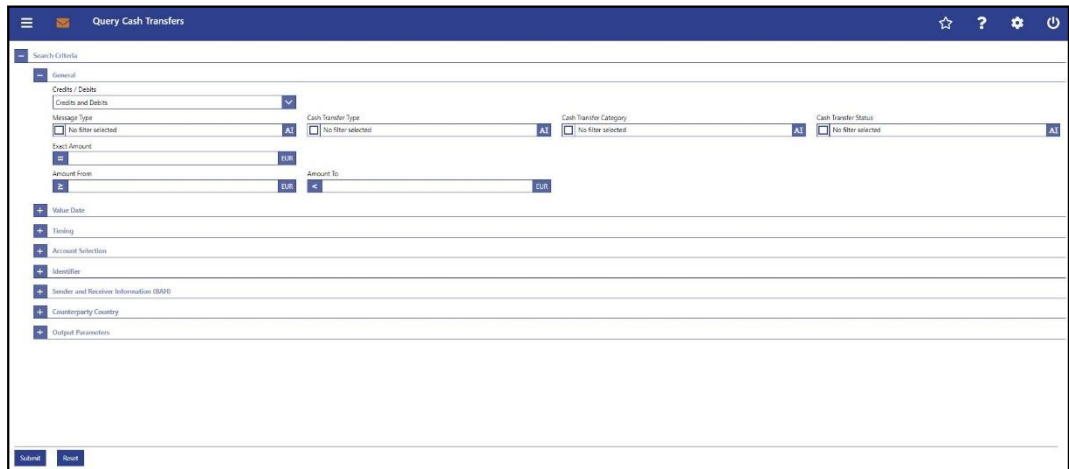 Query Cash Transfers
?
Search Criteria
General
Credits / Debits
Credits and Debits
Message Type Cash Transfer Type Cash Transfer Category Cash Transfer Status
No filter selected AI No filter selected AI No filter selected AI No filter selected AI
Exact Amount
= EUR
Amount From Amount To
≥ EUR < EUR
+ Value Date
+ Timing
+ Account Selection
+ Identifier
+ Sender and Receiver Information (BAH)
+ Counterparty Country
+ Output Parameters
Submit Reset